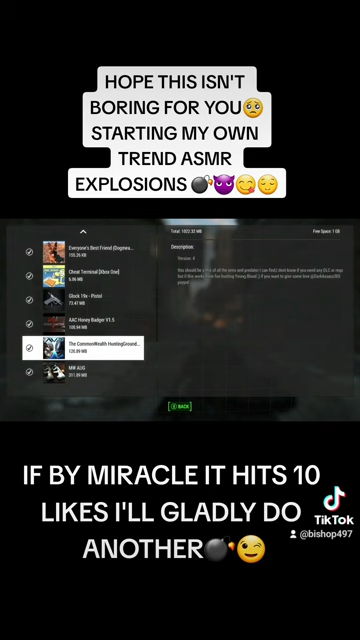 HOPE THIS ISN'T
BORING FOR YOU🥺
STARTING MY OWN
TREND ASMR
EXPLOSIONS 💣😈😋😌
Total: 1022.32 MB
Free Space: 1 GB
Everyone's Best Friend (Dogmea...
155.26 KB
Description:
Version: 4
Cheat Terminal [Xbox One]
6.06 MB
Glock 19x - Pistol
73.47 MB
AAC Honey Badger V1.5
108.94 MB
The CommonWealth HuntingGround...
120.89 MB
MW AUG
311.89 MB
BACK
IF BY MIRACLE IT HITS 10
LIKES I'LL GLADLY DO
ANOTHER💣😉
TikTok
@bishop497